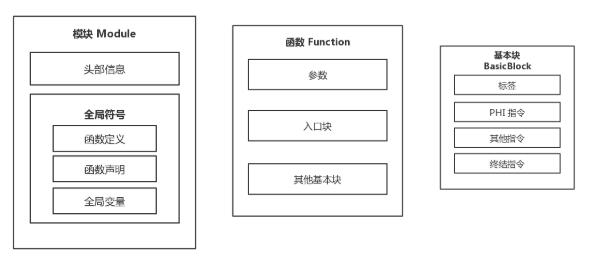 模块 Module
头部信息
全局符号
函数定义
函数声明
全局变量
函数 Function
参数
入口块
其他基本块
基本块
BasicBlock
标签
PHI 指令
其他指令
终结指令